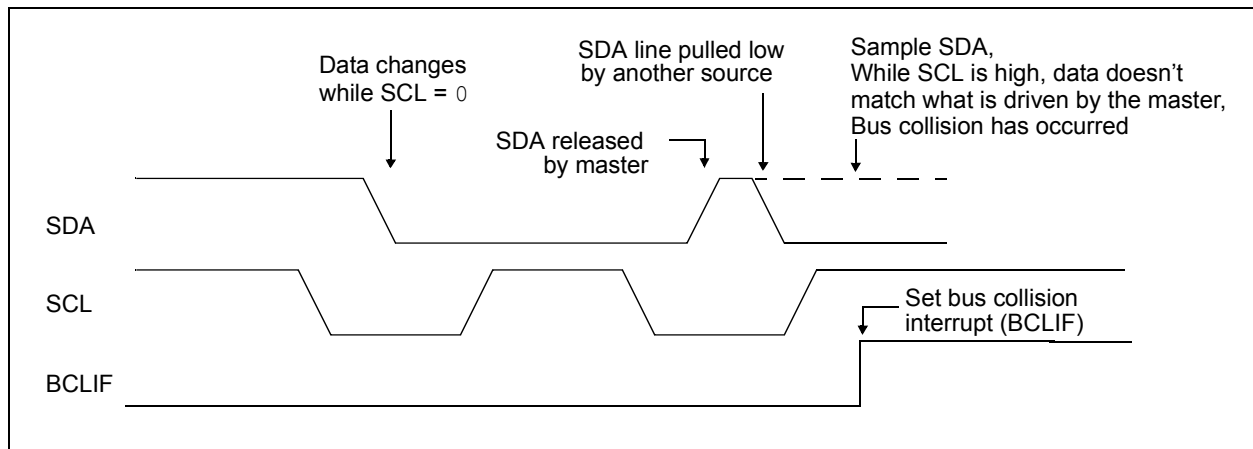 Data changes
while SCL = 0
SDA line pulled low
by another source
Sample SDA,
While SCL is high, data doesn't
match what is driven by the master,
Bus collision has occurred
SDA released
by master
SDA
SCL
Set bus collision
interrupt (BCLIF)
BCLIF